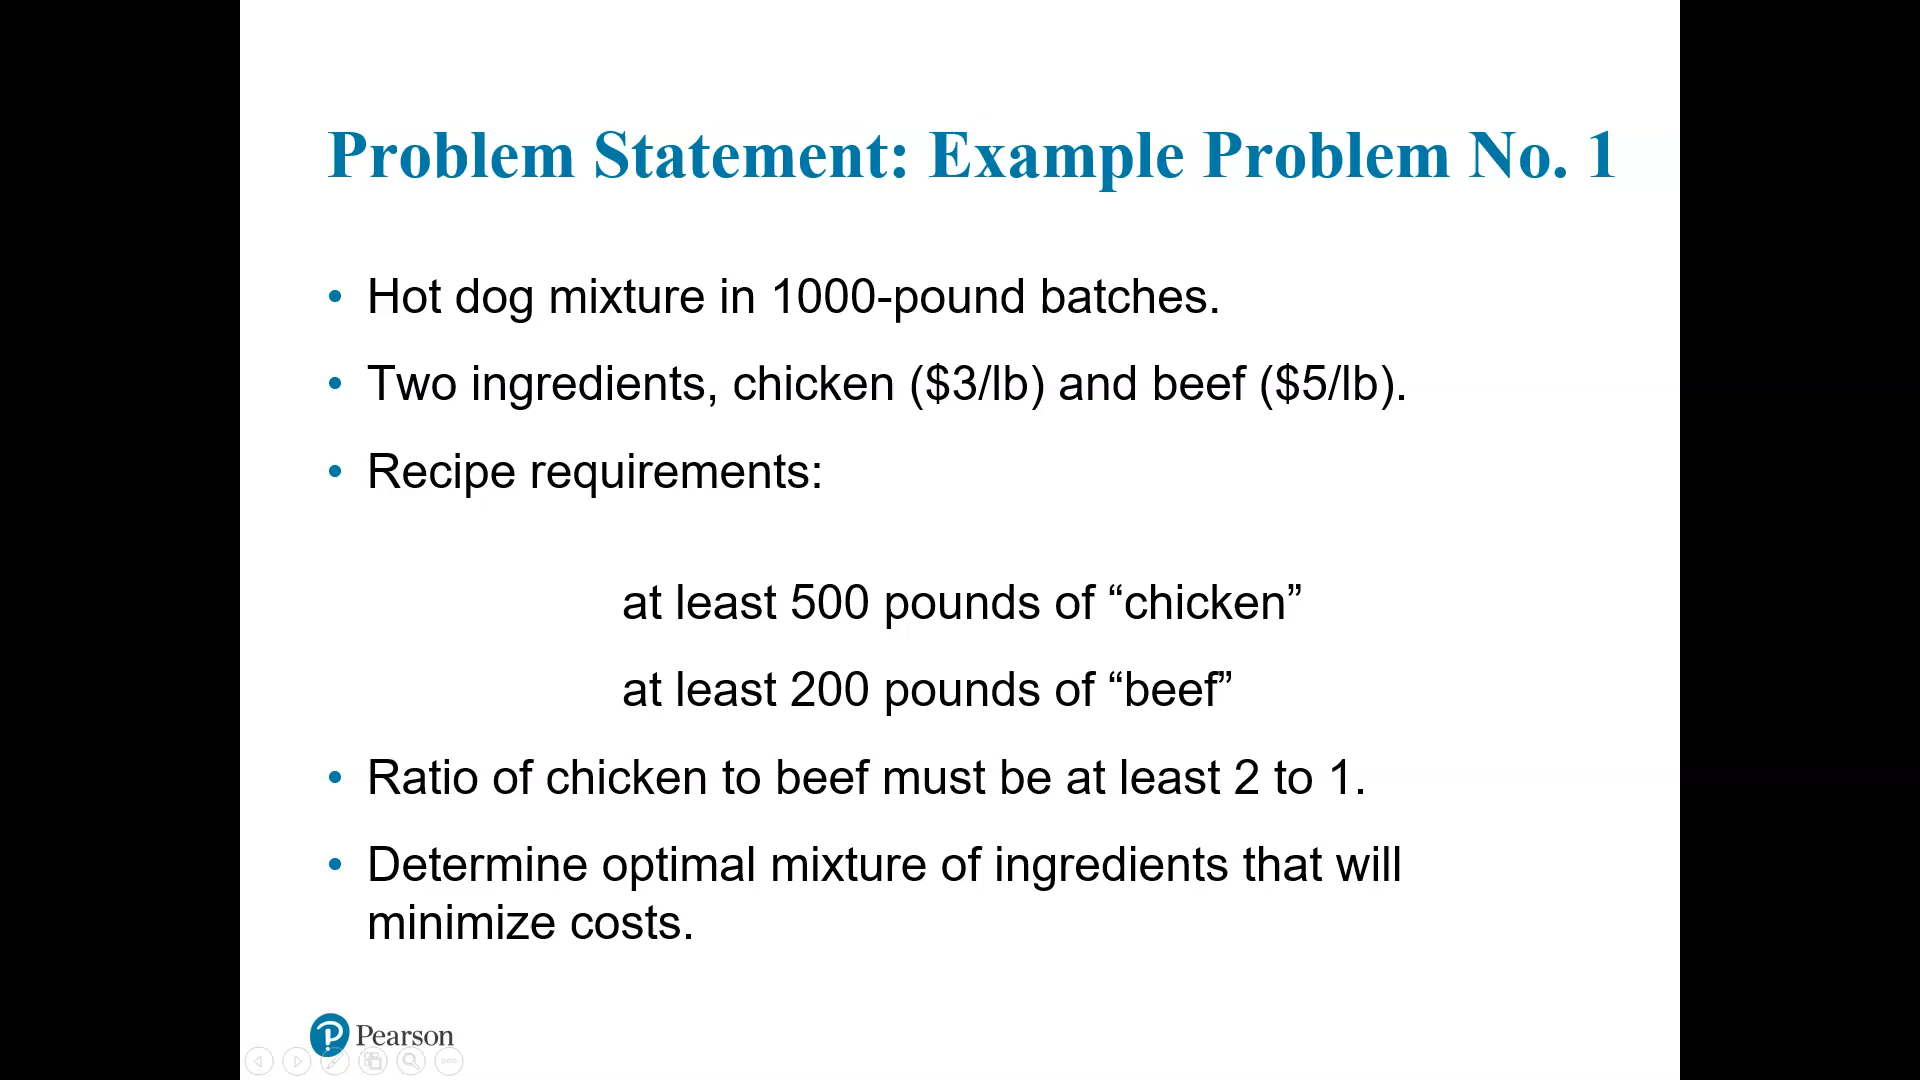 Problem Statement: Example Problem No. 1
• Hot dog mixture in 1000-pound batches.
• Two ingredients, chicken ($3/lb) and beef ($5/lb).
• Recipe requirements:
at least 500 pounds of “chicken”
at least 200 pounds of “beef”
• Ratio of chicken to beef must be at least 2 to 1.
• Determine optimal mixture of ingredients that will
minimize costs.
Pearson